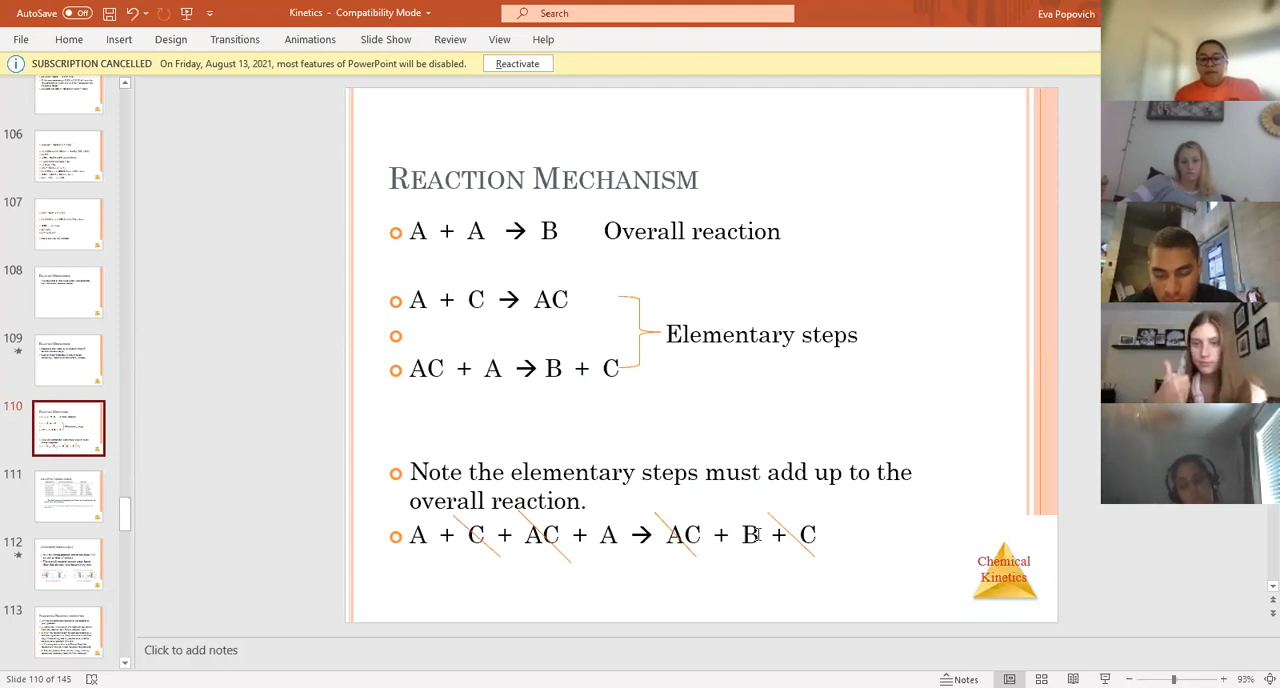 AutoSave Off Kinetics - Compatibility Mode Search Eva Popovich
File Home Insert Design Transitions Animations Slide Show Review View Help
SUBSCRIPTION CANCELLED On Friday, August 13, 2021, most features of PowerPoint will be disabled. Reactivate
106
107
108
109
110
111
112
113
REACTION MECHANISM
A + A → B Overall reaction
A + C → AC
Elementary steps
AC + A → B + C
Note the elementary steps must add up to the
overall reaction.
A + C + AC + A → AC + B + C
Chemical
Kinetics
Click to add notes
Slide 110 of 145 Notes 93%